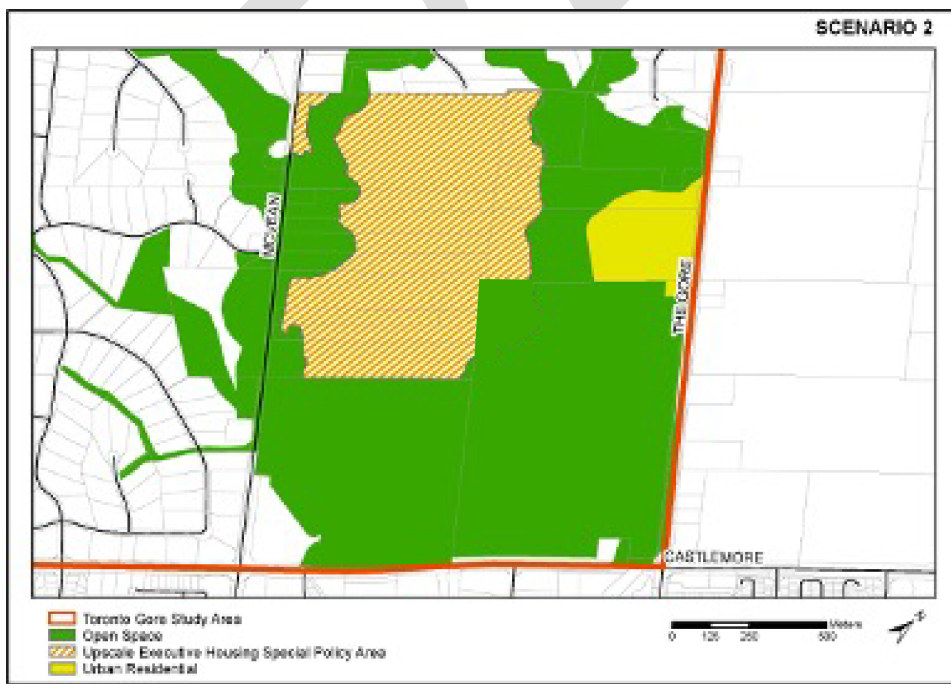 SCENARIO 2
MCVEAN
THE GORE
CASTLEMORE
Toronto Gore Study Area
Open Space
Upscale Executive Housing Special Policy Area
Urban Residential
0 125 250 500 Meters
N